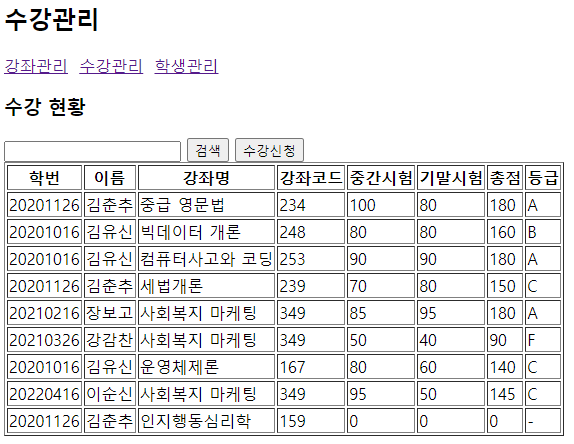 수강관리
강좌관리 수강관리 학생관리
수강 현황
검색 수강신청
학번 이름 강좌명 강좌코드 중간시험 기말시험 총점 등급
20201126 김춘추 중급 영문법 234 100 80 180 A
20201016 김유신 빅데이터 개론 248 80 80 160 B
20201016 김유신 컴퓨터사고와 코딩 253 90 90 180 A
20201126 김춘추 세법개론 239 70 80 150 C
20210216 장보고 사회복지 마케팅 349 85 95 180 A
20210326 강감찬 사회복지 마케팅 349 50 40 90 F
20201016 김유신 운영체제론 167 80 60 140 C
20220416 이순신 사회복지 마케팅 349 95 50 145 C
20201126 김춘추 인지행동심리학 159 0 0 0 -